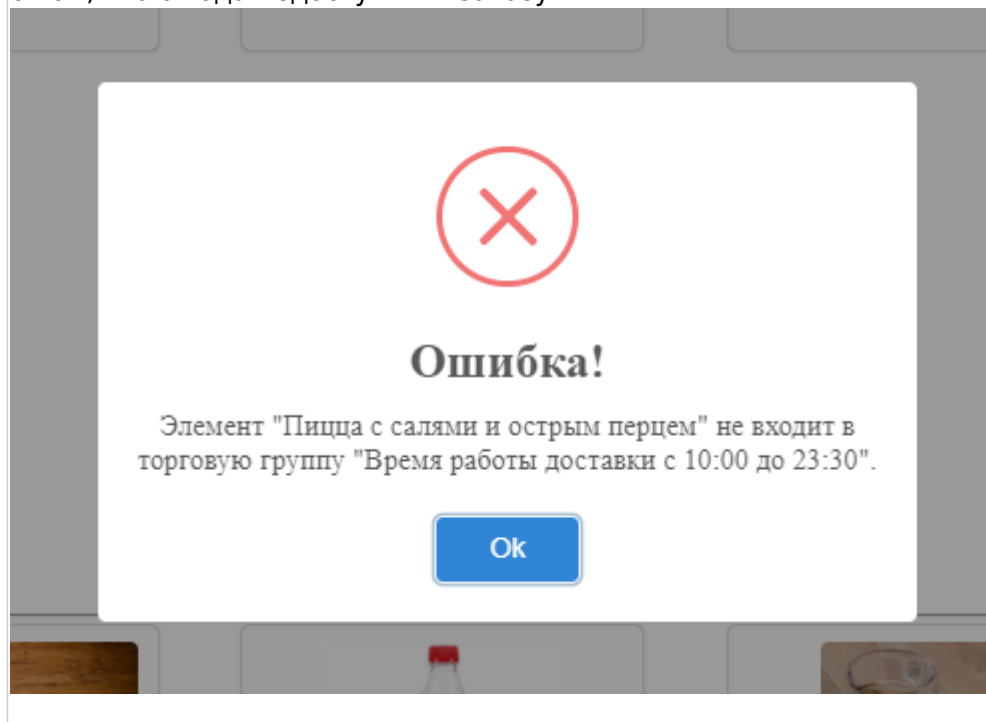 Ошибка!
Элемент "Пицца с салями и острым перцем" не входит в
торговую группу "Время работы доставки с 10:00 до 23:30".
Ok